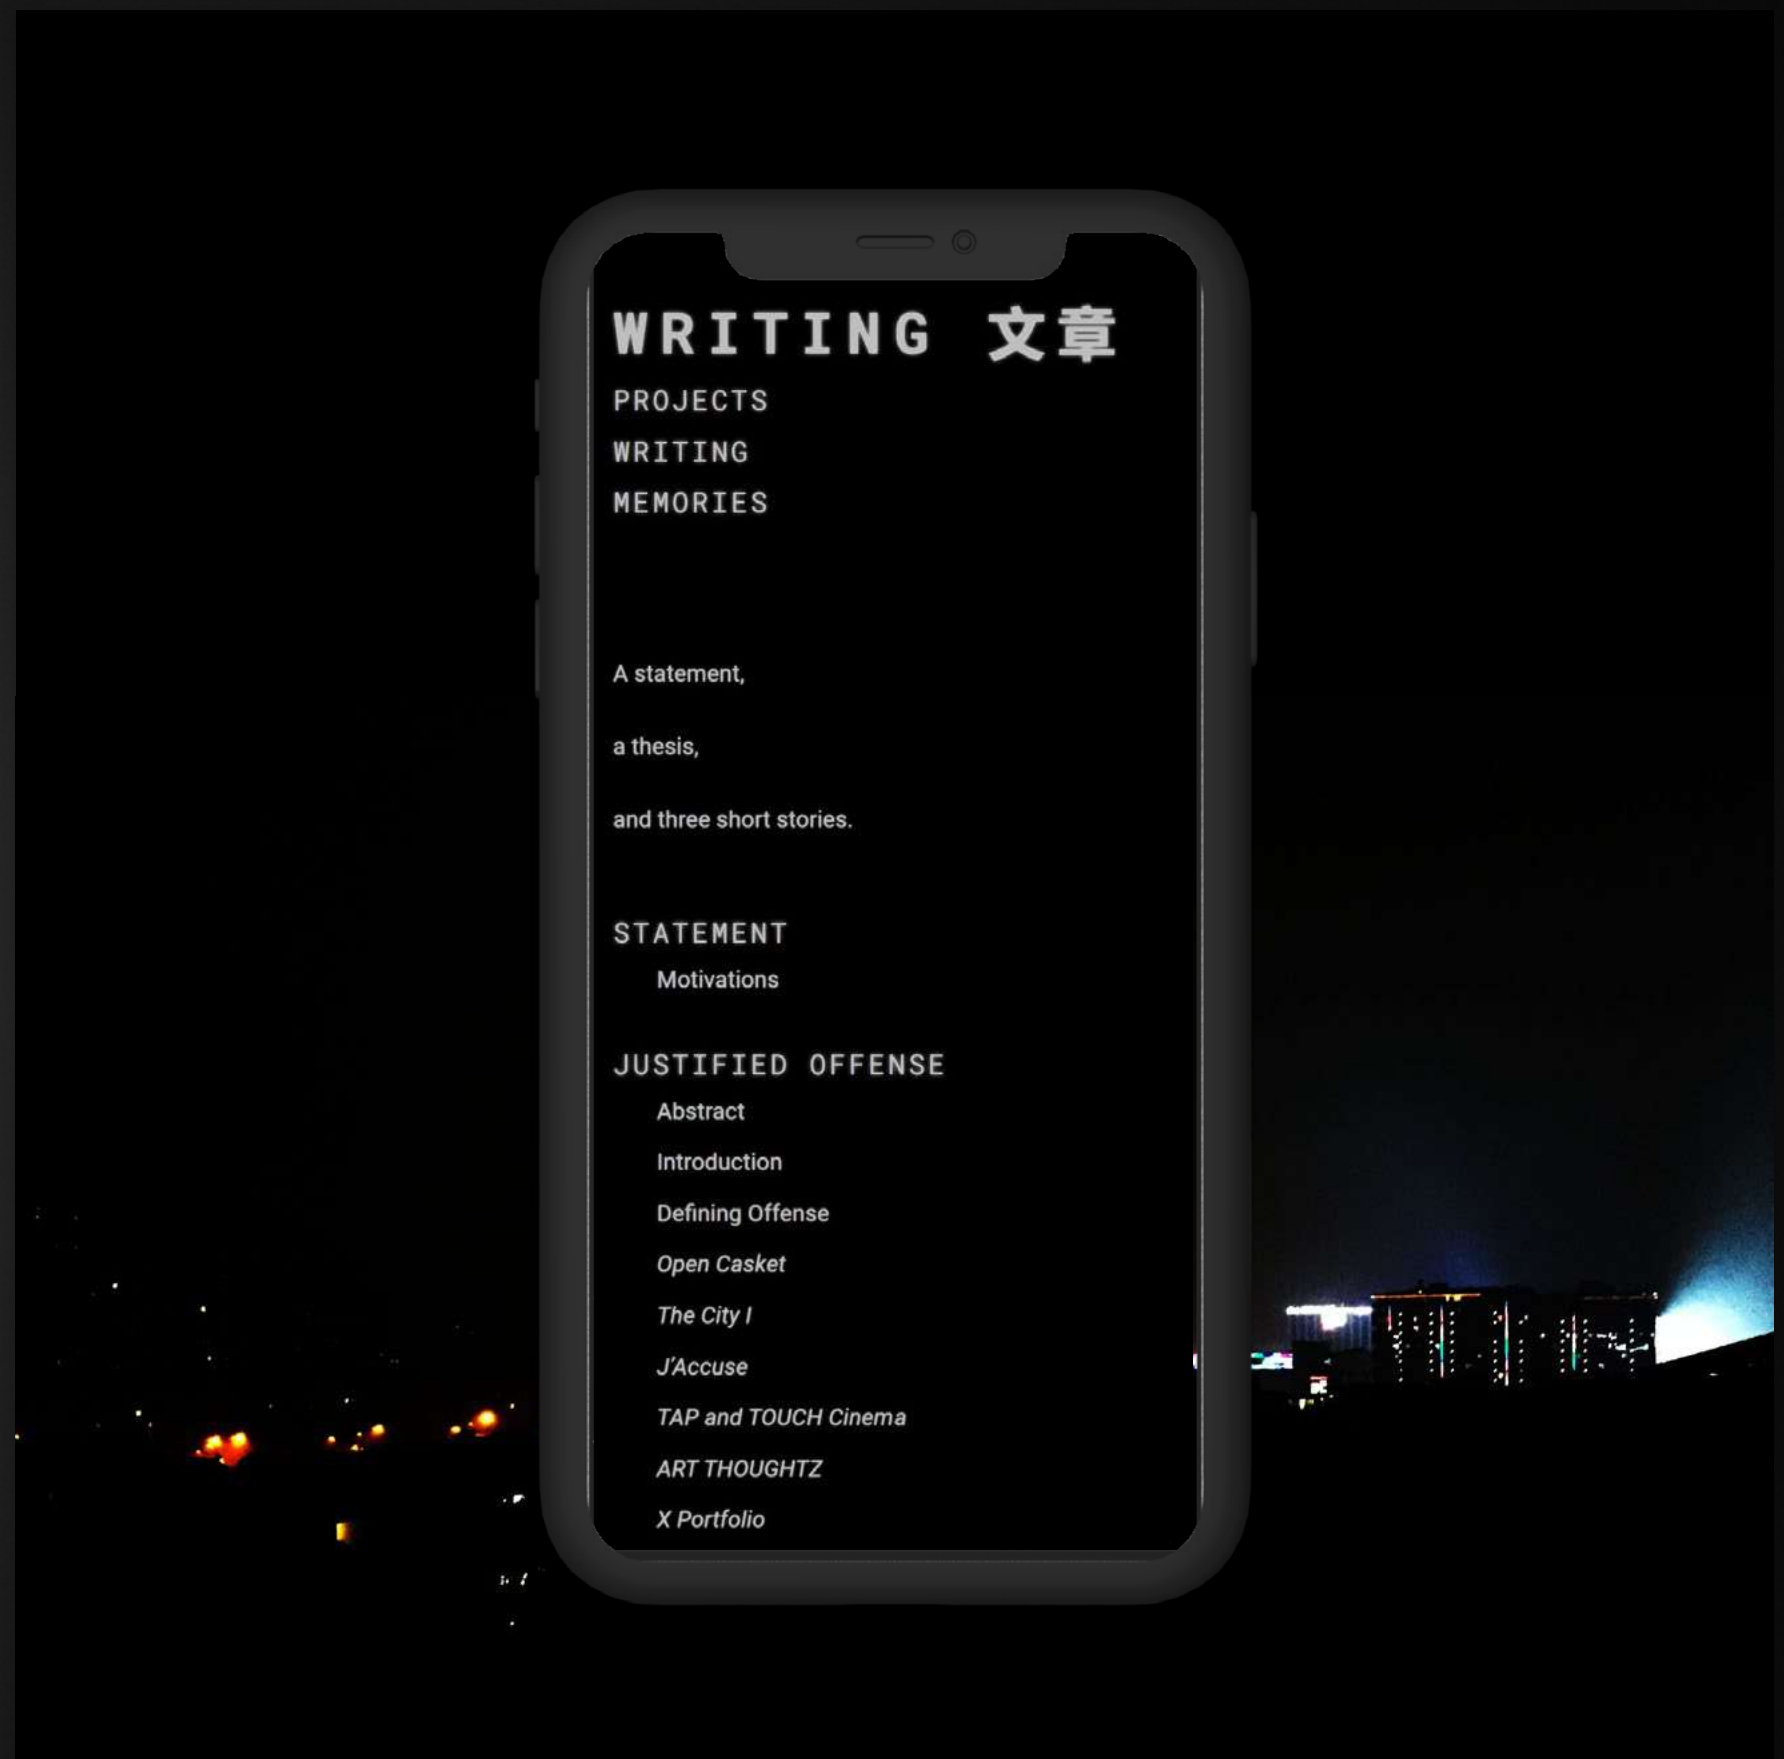 WRITING 文章
PROJECTS
WRITING
MEMORIES
A statement,
a thesis,
and three short stories.
STATEMENT
Motivations
JUSTIFIED OFFENSE
Abstract
Introduction
Defining Offense
Open Casket
The City I
J'Accuse
TAP and TOUCH Cinema
ART THOUGHTZ
X Portfolio